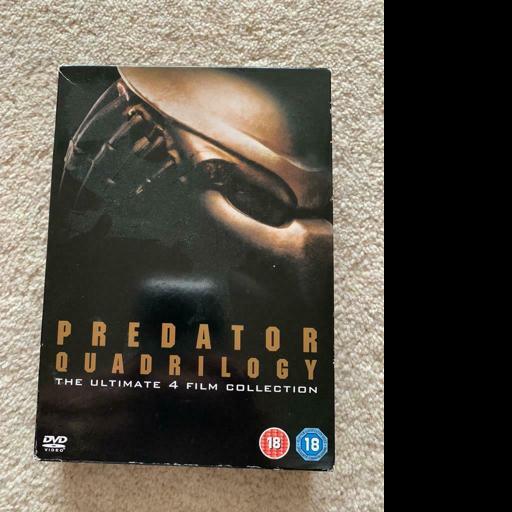 PREDATOR
QUADRILOGY
THE ULTIMATE 4 FILM COLLECTION
DVD
VIDEO
18
18